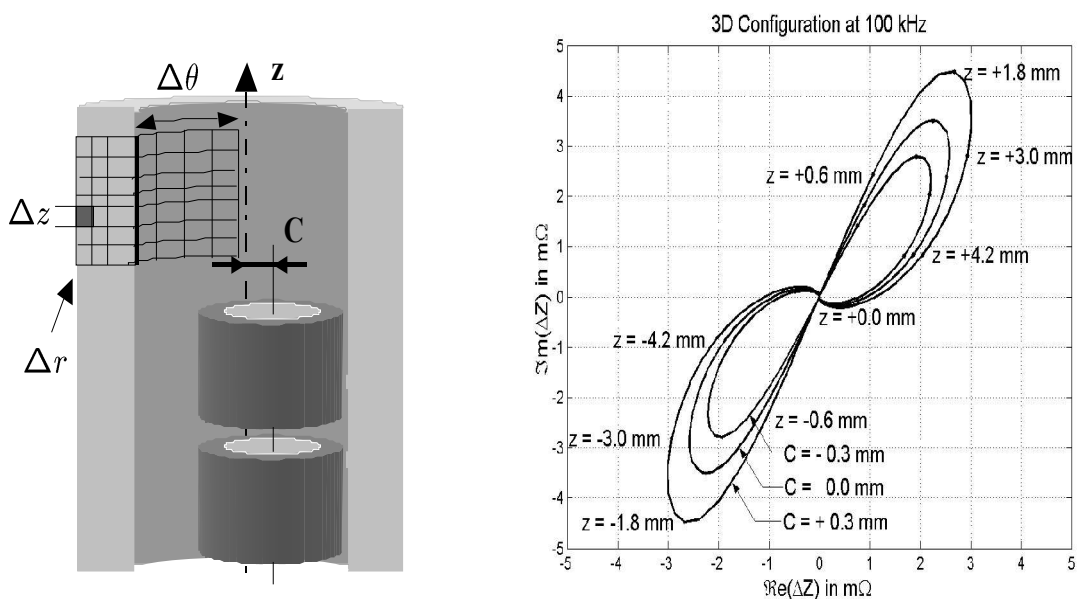 Δθ
z
Δz
C
Δr
3D Configuration at 100 kHz
5
4
3
2
1
0
-1
-2
-3
-4
-5
ℑm(ΔZ) in mΩ
z = +1.8 mm
z = +0.6 mm
z = +3.0 mm
z = +4.2 mm
z = +0.0 mm
z = -4.2 mm
z = -0.6 mm
z = -3.0 mm
C = - 0.3 mm
C = 0.0 mm
z = -1.8 mm
C = + 0.3 mm
-5 -4 -3 -2 -1 0 1 2 3 4 5
ℜe(ΔZ) in mΩ